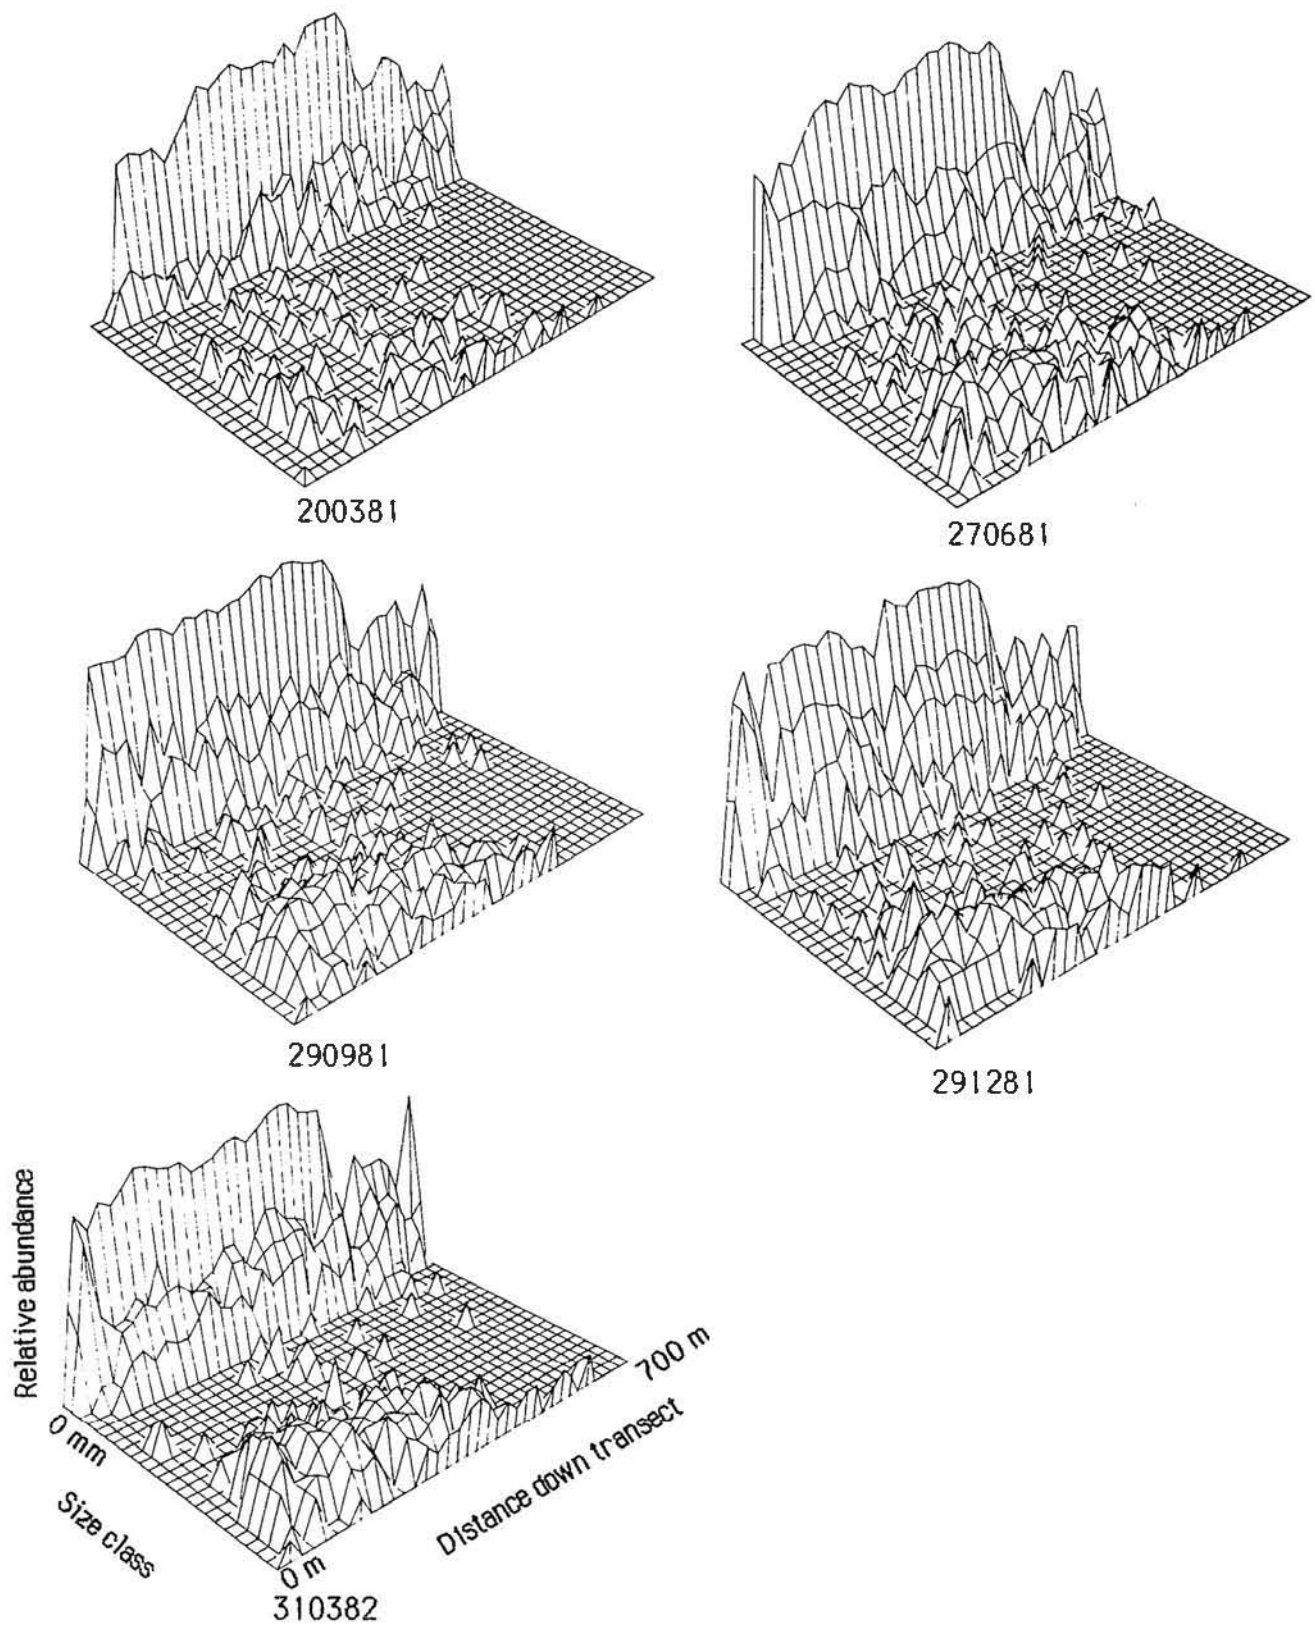 200381
270681
290981
291281
Relative abundance
0 mm
Size class
0 m
Distance down transect
700 m
310382